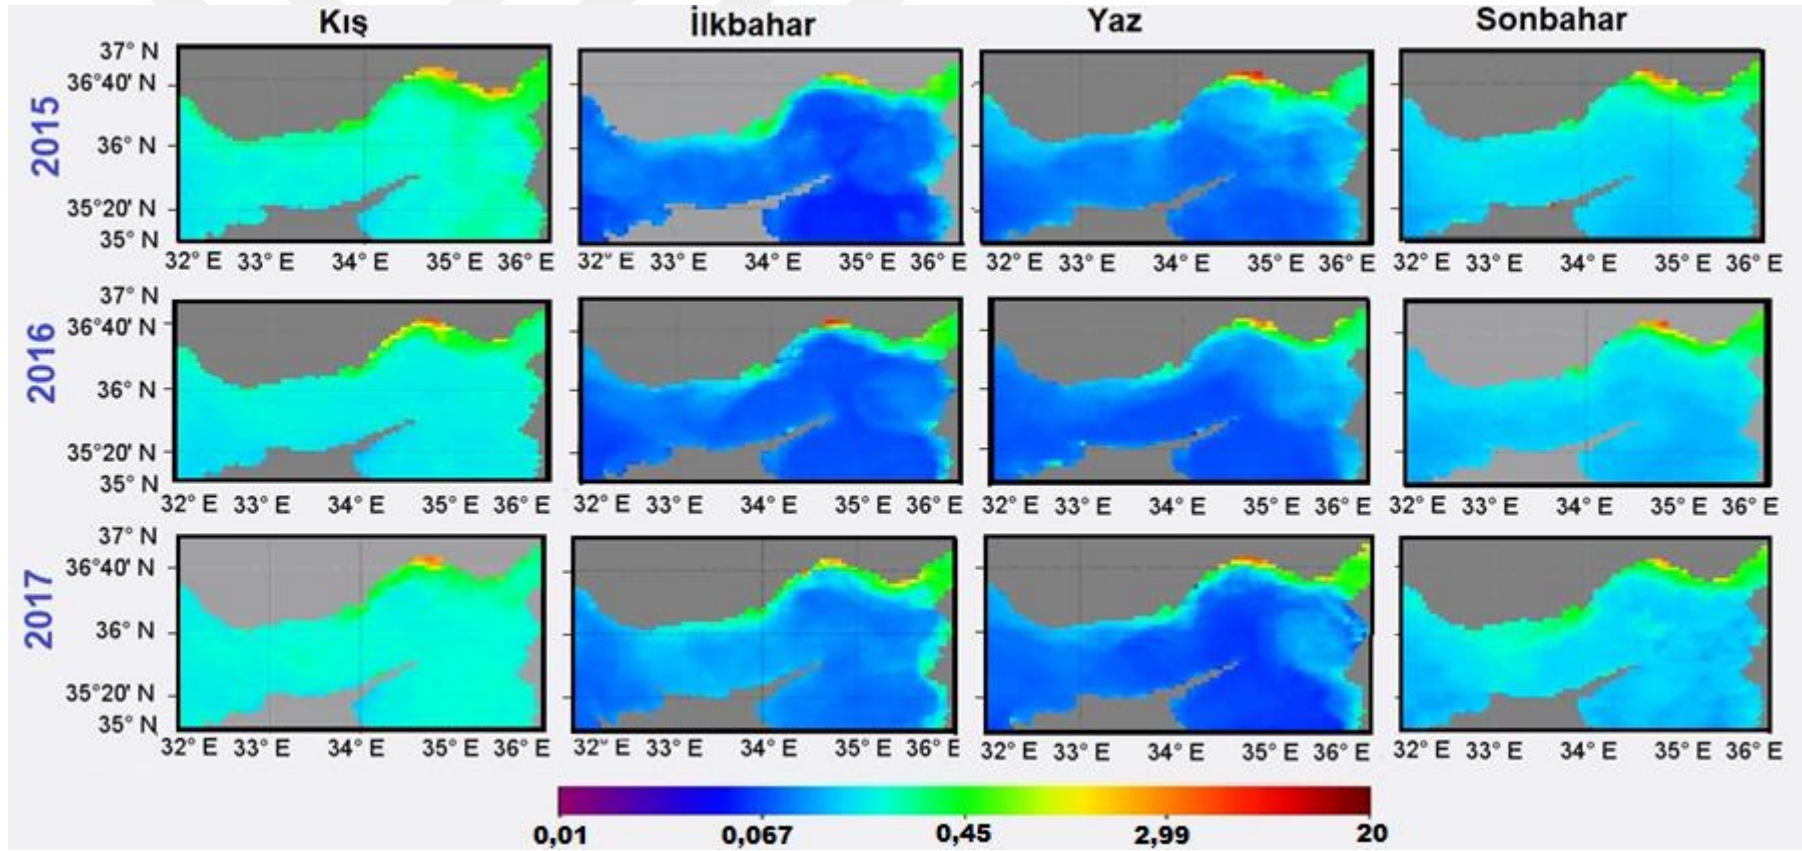 Kış İlkbahar Yaz Sonbahar
2015
37° N
36°40' N
36° N
35°20' N
35° N
32° E 33° E 34° E 35° E 36° E 32° E 33° E 34° E 35° E 36° E 32° E 33° E 34° E 35° E 36° E 32° E 33° E 34° E 35° E 36° E
2016
37° N
36°40' N
36° N
35°20' N
35° N
32° E 33° E 34° E 35° E 36° E 32° E 33° E 34° E 35° E 36° E 32° E 33° E 34° E 35° E 36° E 32° E 33° E 34° E 35° E 36° E
2017
37° N
36°40' N
36° N
35°20' N
35° N
32° E 33° E 34° E 35° E 36° E 32° E 33° E 34° E 35° E 36° E 32° E 33° E 34° E 35° E 36° E 32° E 33° E 34° E 35° E 36° E
0,01 0,067 0,45 2,99 20